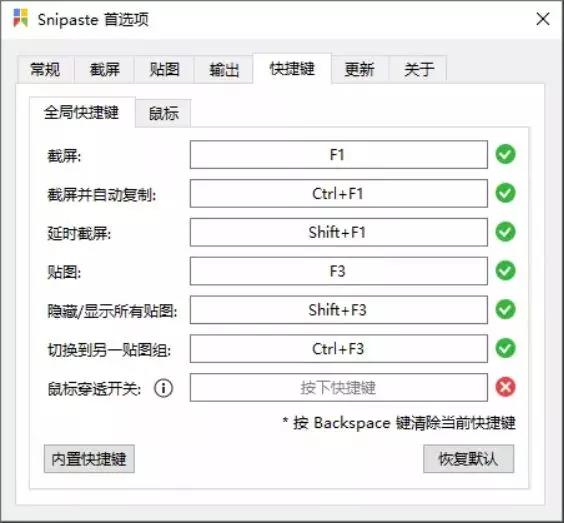 Snipaste 首选项
常规 截屏 贴图 输出 快捷键 更新 关于
全局快捷键 鼠标
截屏: F1
截屏并自动复制: Ctrl+F1
延时截屏: Shift+F1
贴图: F3
隐藏/显示所有贴图: Shift+F3
切换到另一贴图组: Ctrl+F3
鼠标穿透开关: 按下快捷键
* 按 Backspace 键清除当前快捷键
内置快捷键 恢复默认